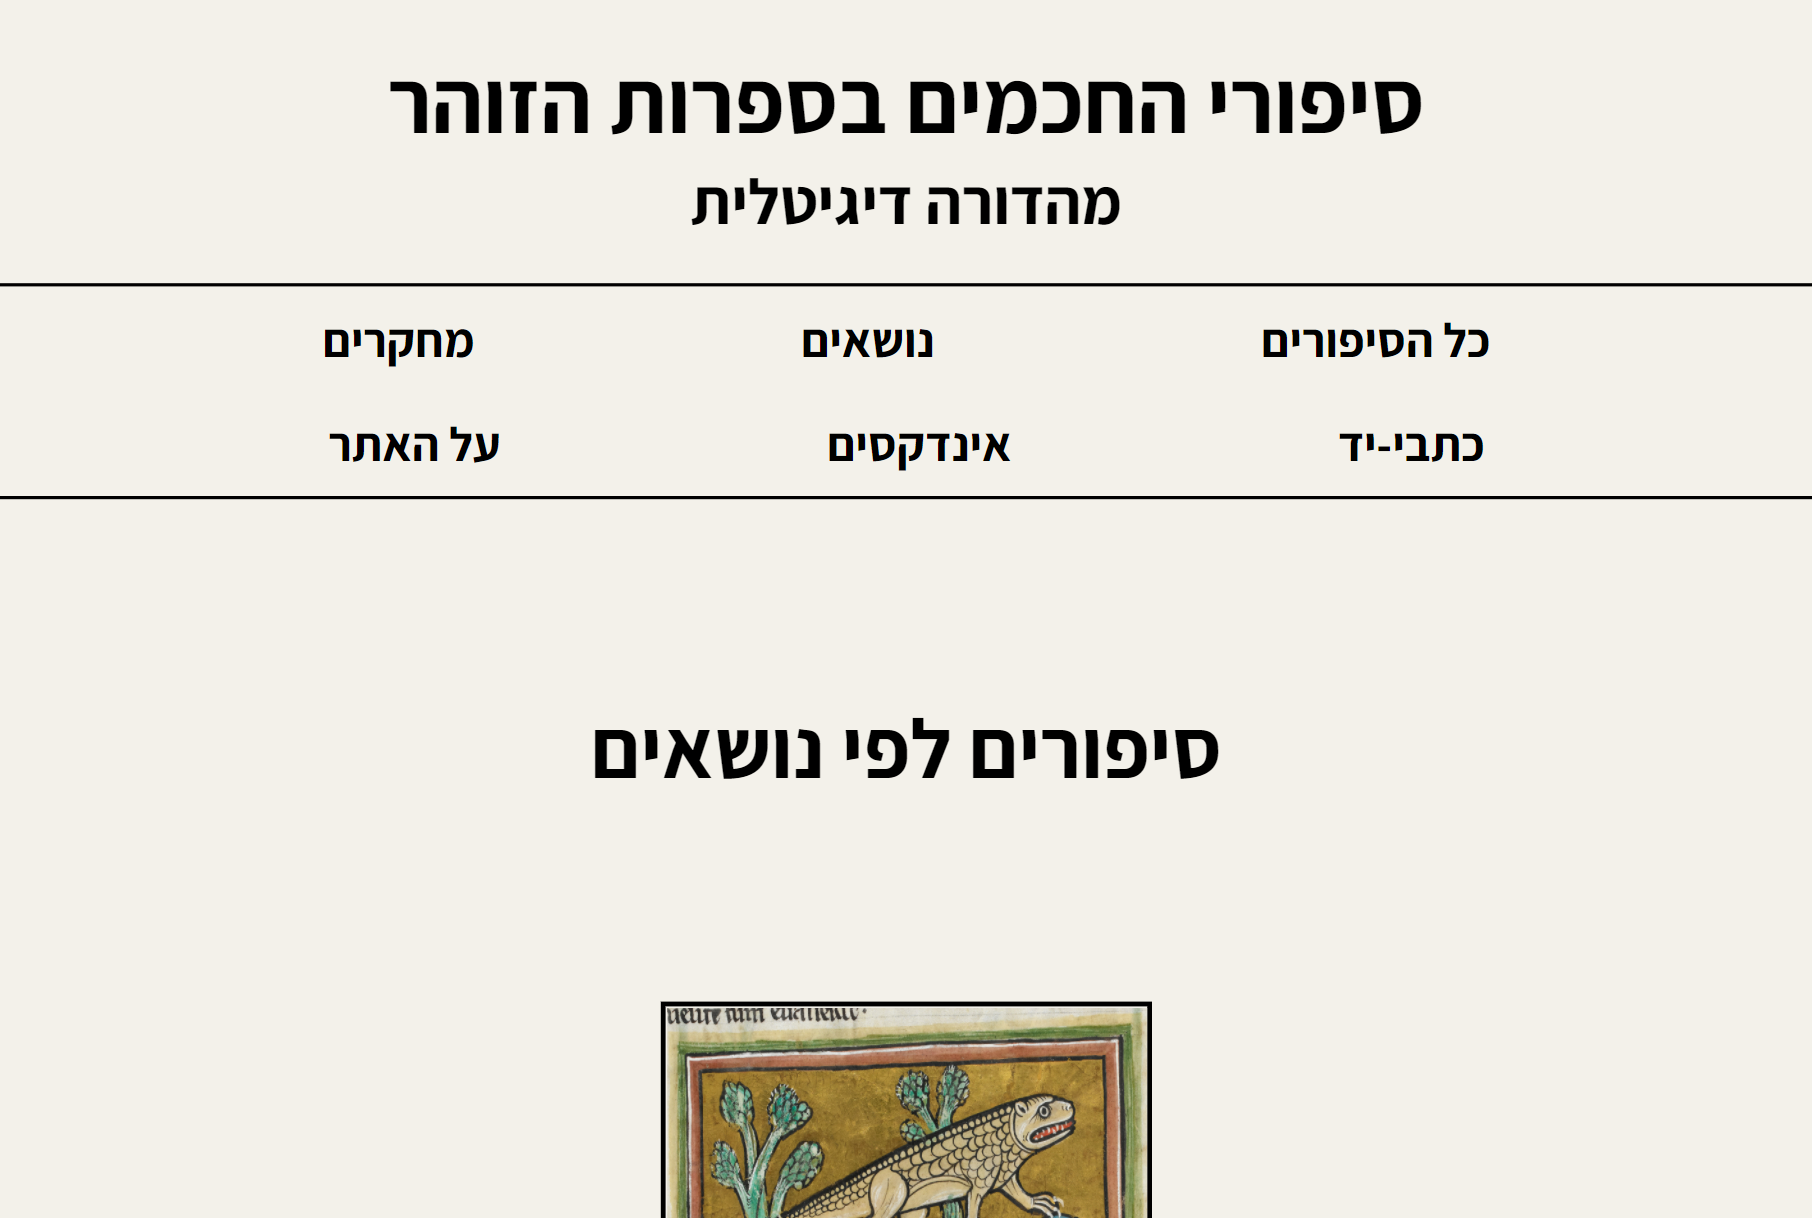 סיפורי החכמים בספרות הזוהר
מהדורה דיגיטלית
כל הסיפורים נושאים מחקרים
כתבי-יד אינדקסים על האתר
סיפורים לפי נושאים